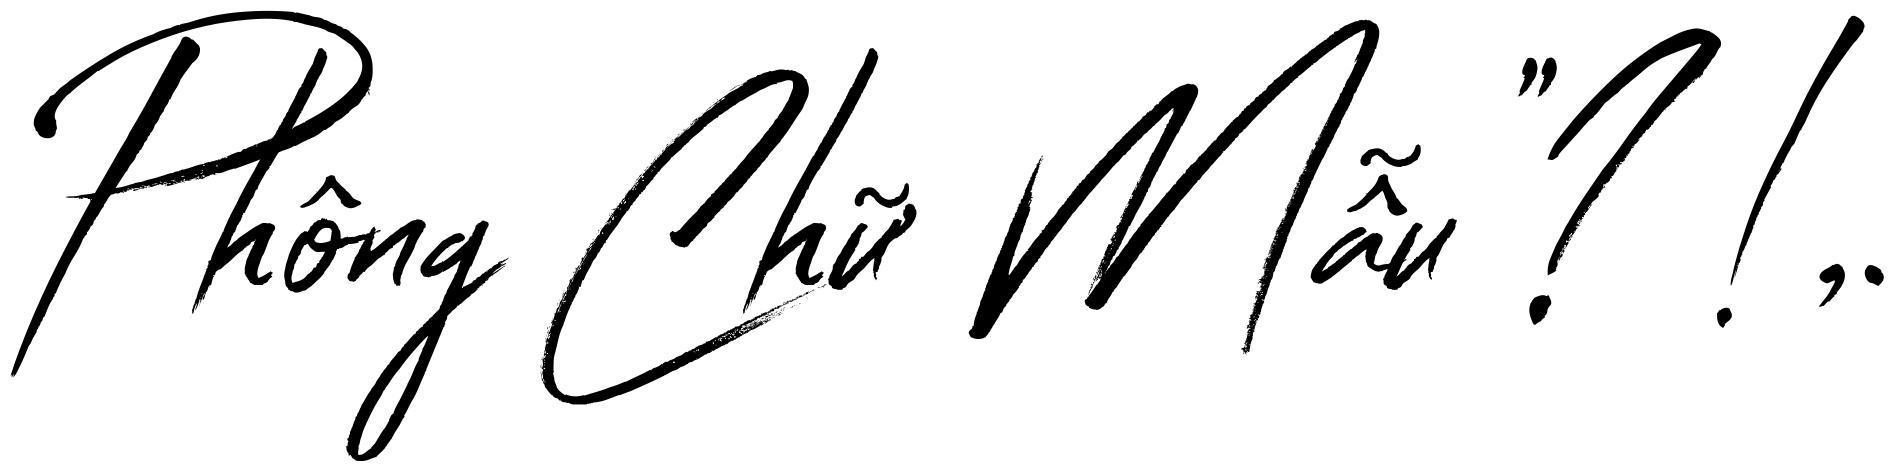 Phông Chữ Mẫu "? ! , .